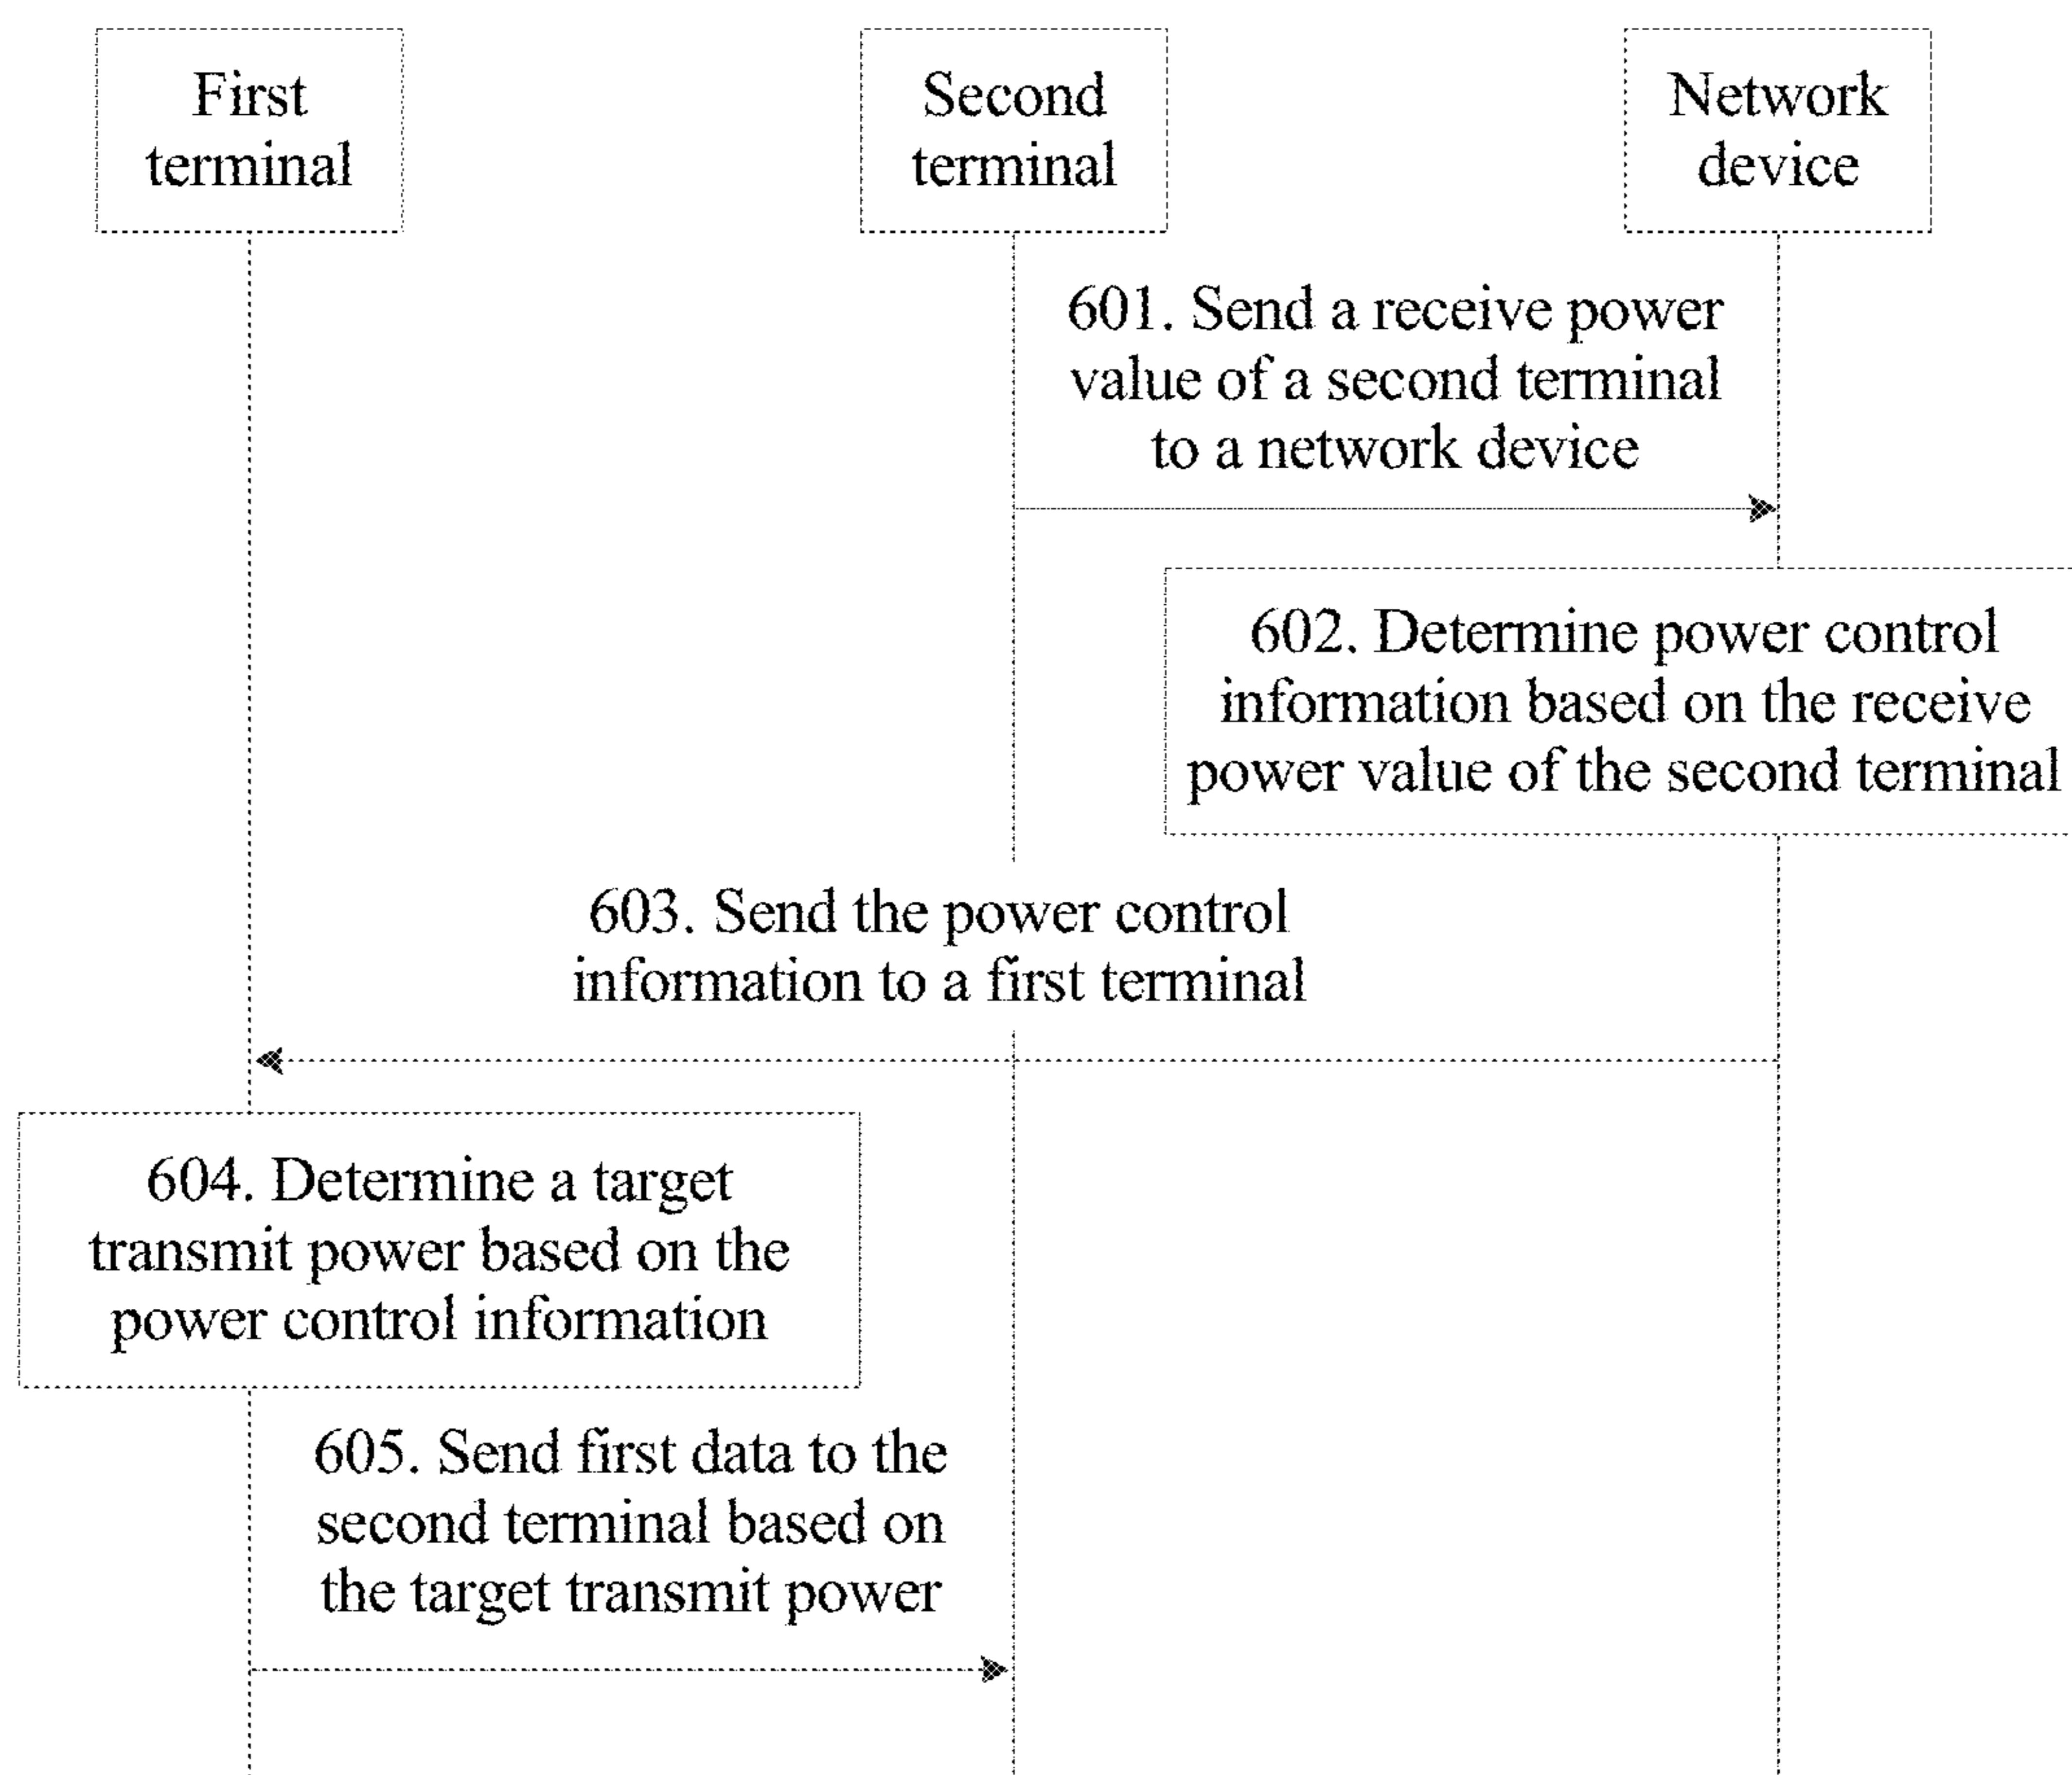 First
terminal
Second
terminal
Network
device
601. Send a receive power
value of a second terminal
to a network device
602. Determine power control
information based on the receive
power value of the second terminal
603. Send the power control
information to a first terminal
604. Determine a target
transmit power based on the
power control information
605. Send first data to the
second terminal based on
the target transmit power